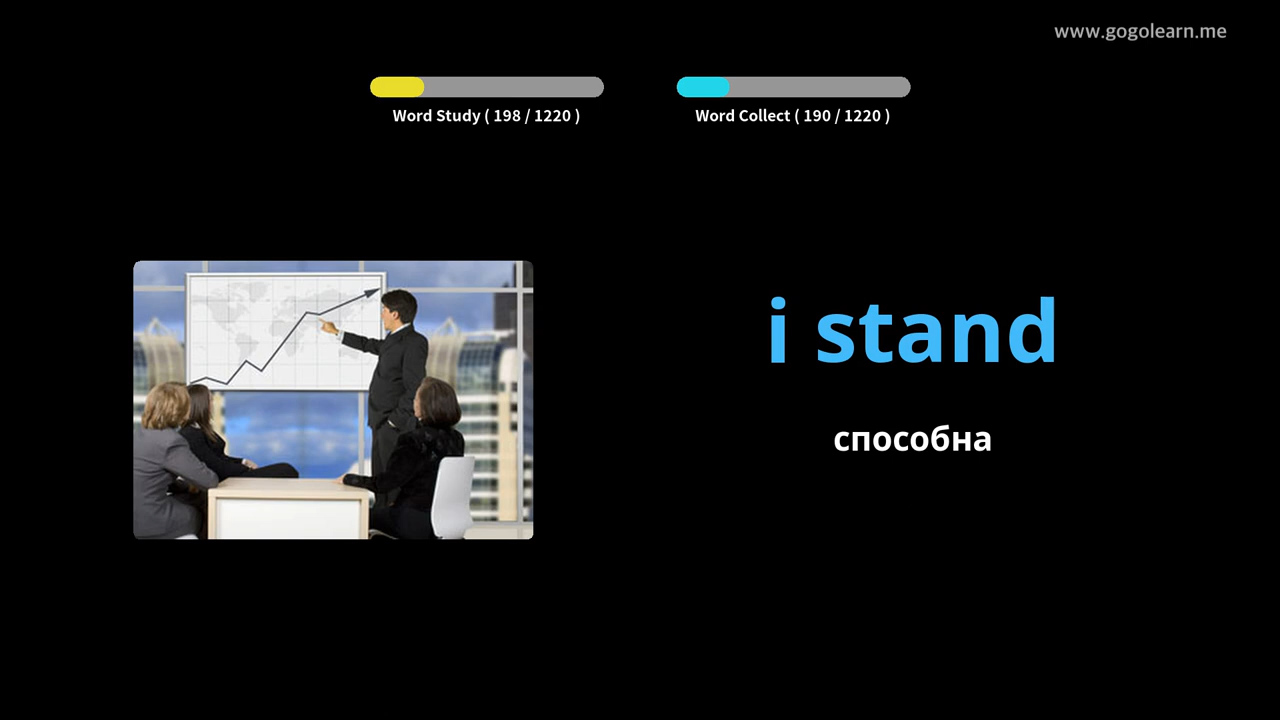 www.gogolearn.me
Word Study ( 198 / 1220 )
Word Collect ( 190 / 1220 )
i stand
способна